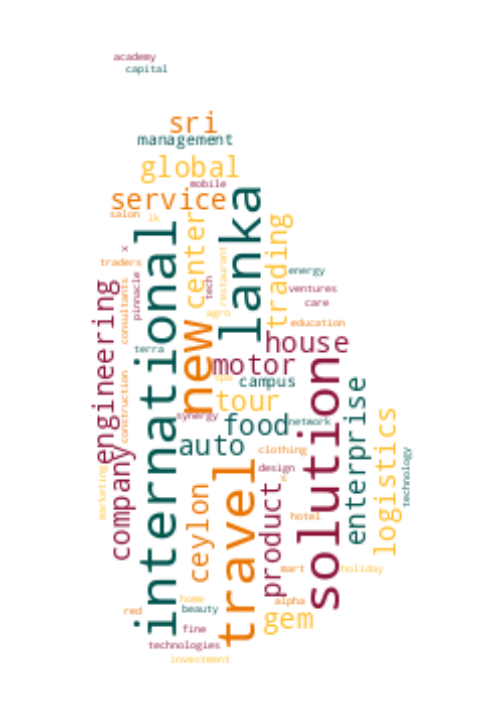 academy
capital
sri
management
global
mobile
service
salon
lk
lanka
international
center
trading
x
traders
tech
restaurant
energy
pinnacle
consultants
engineering
ventures
care
agro
education
new
house
terra
motor
spa
campus
construction
tour
synergy
food
network
enterprise
auto
solution
logistics
clothing
company
marketing
travel
design
k
technology
ceylon
product
hotel
mart
holiday
home
alpha
red
beauty
gem
fine
technologies
investment